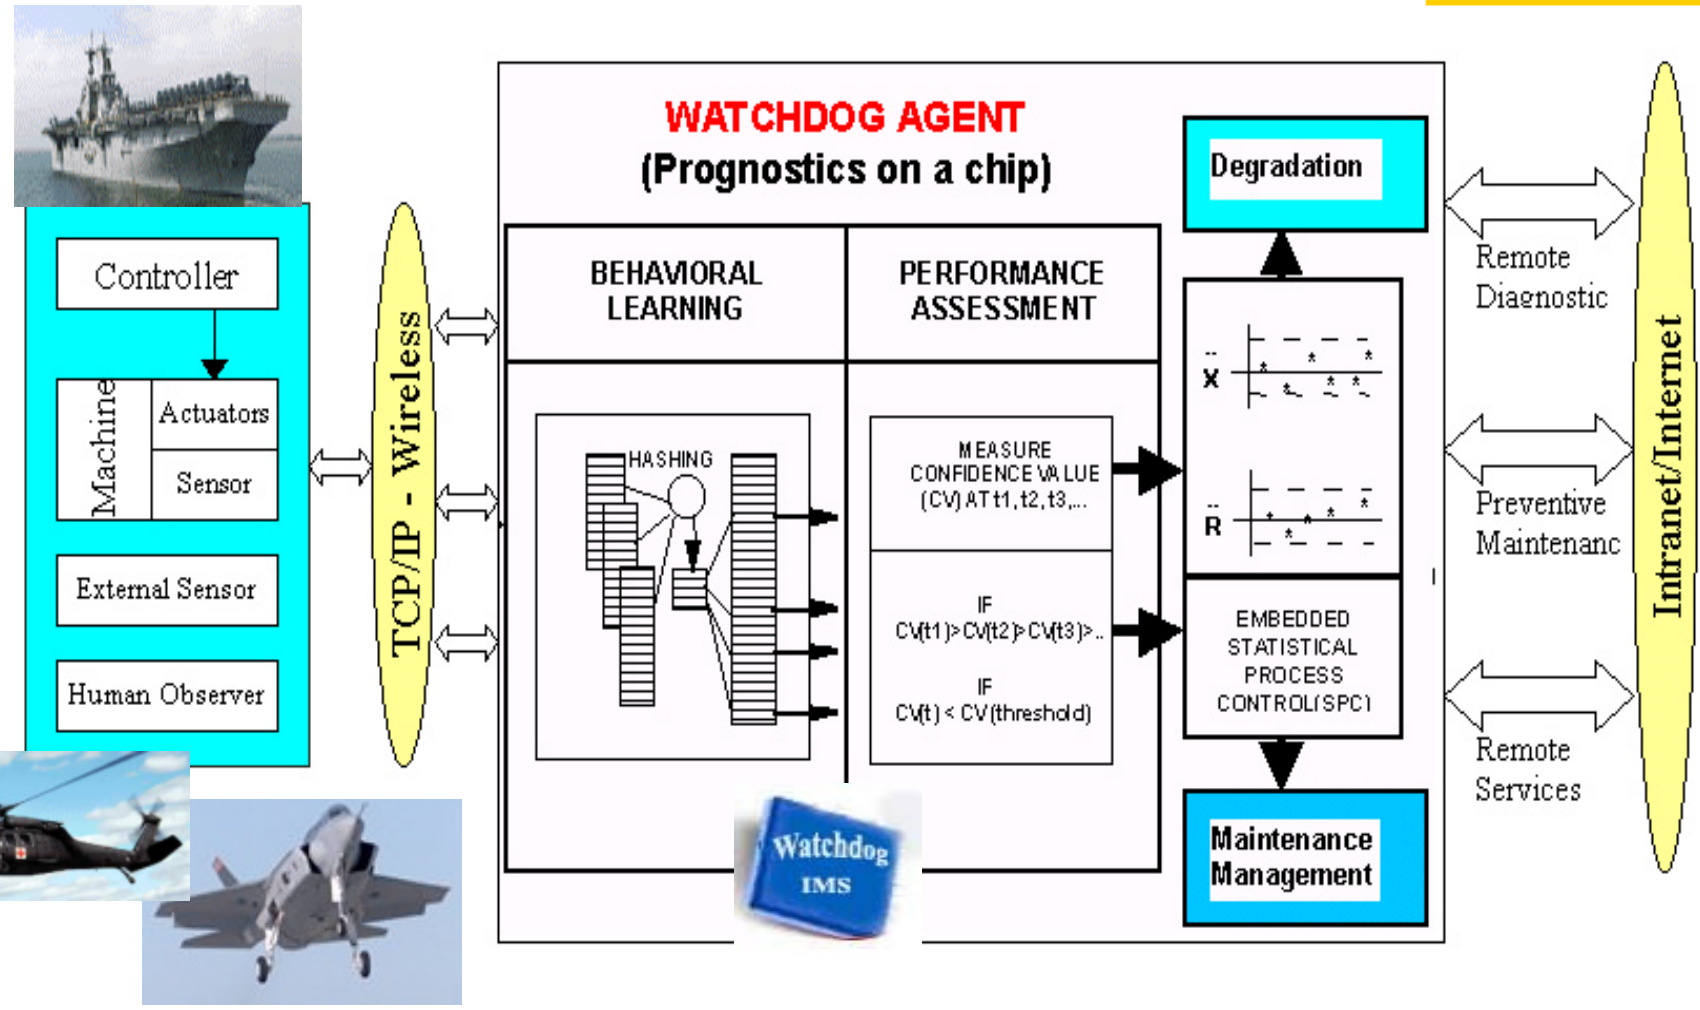 Controller
Machine
Actuators
Sensor
External Sensor
Human Observer
TCP/IP - Wireless
WATCHDOG AGENT
(Prognostics on a chip)
BEHAVIORAL
LEARNING
HASHING
PERFORMANCE
ASSESSMENT
MEASURE
CONFIDENCE VALUE
(CV) AT t1, t2, t3,...
IF
CV(t1)>CV(t2)>CV(t3)>..
IF
CV(t) < CV(threshold)
Watchdog
IMS
Degradation
X
R
EMBEDDED
STATISTICAL
PROCESS
CONTROL(SPC)
Maintenance
Management
Remote
Diagnostic
Preventive
Maintenanc
Remote
Services
Intranet/Internet